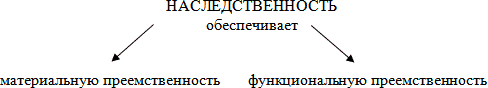 НАСЛЕДСТВЕННОСТЬ
обеспечивает
материальную преемственность функциональную преемственность